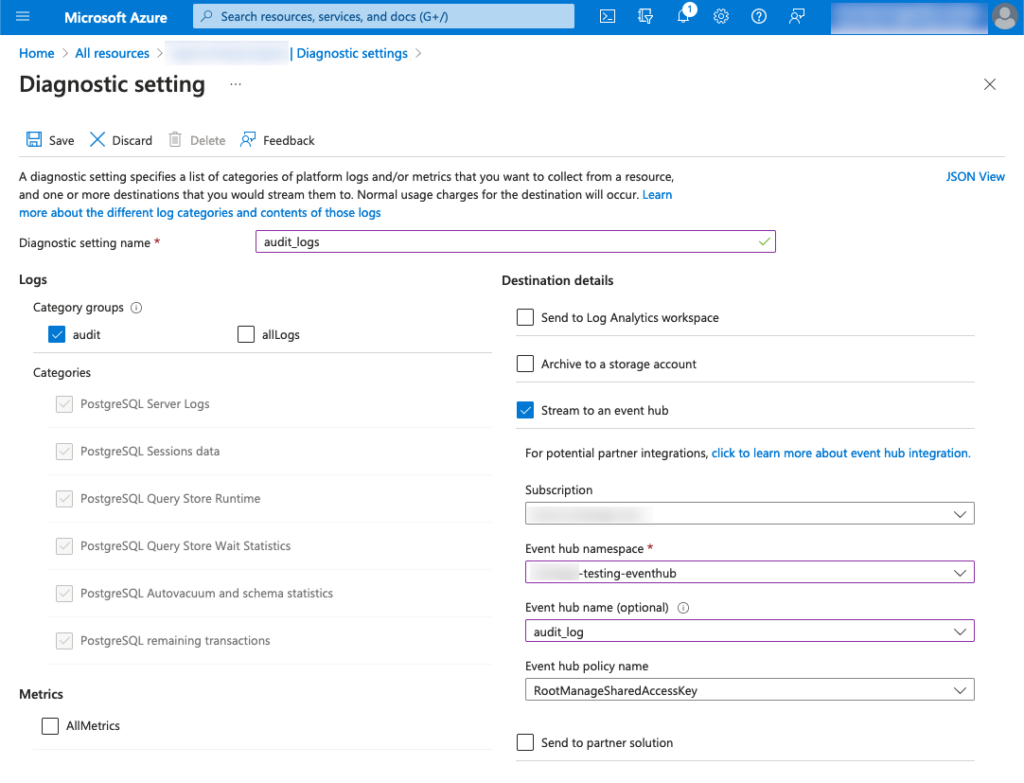 Microsoft Azure
Search resources, services, and docs (G+/)
1
Home > All resources > | Diagnostic settings >
Diagnostic setting ...
Save Discard Delete Feedback
A diagnostic setting specifies a list of categories of platform logs and/or metrics that you want to collect from a resource,
and one or more destinations that you would stream them to. Normal usage charges for the destination will occur. Learn
more about the different log categories and contents of those logs
JSON View
Diagnostic setting name *
audit_logs
Logs
Category groups
audit
allLogs
Categories
PostgreSQL Server Logs
PostgreSQL Sessions data
PostgreSQL Query Store Runtime
PostgreSQL Query Store Wait Statistics
PostgreSQL Autovacuum and schema statistics
PostgreSQL remaining transactions
Metrics
AllMetrics
Destination details
Send to Log Analytics workspace
Archive to a storage account
Stream to an event hub
For potential partner integrations, click to learn more about event hub integration.
Subscription
Event hub namespace *
-testing-eventhub
Event hub name (optional)
audit_log
Event hub policy name
RootManageSharedAccessKey
Send to partner solution